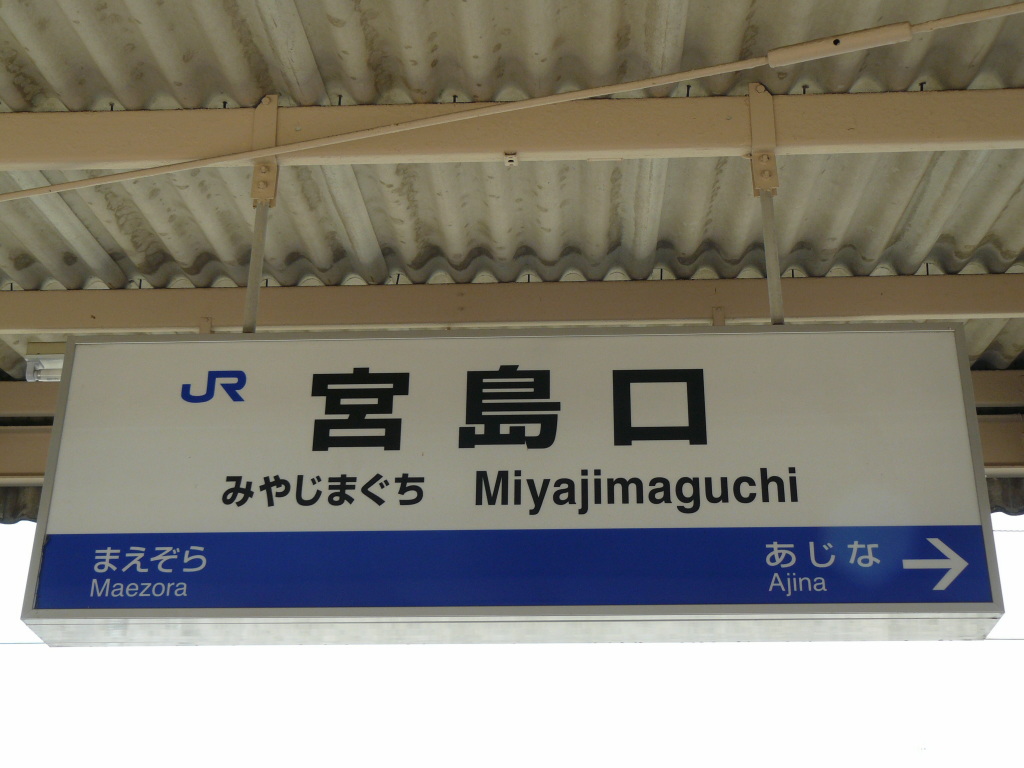 JR 宮島口
みやじまぐち Miyajimaguchi
まえぞら あじな →
Maezora Ajina